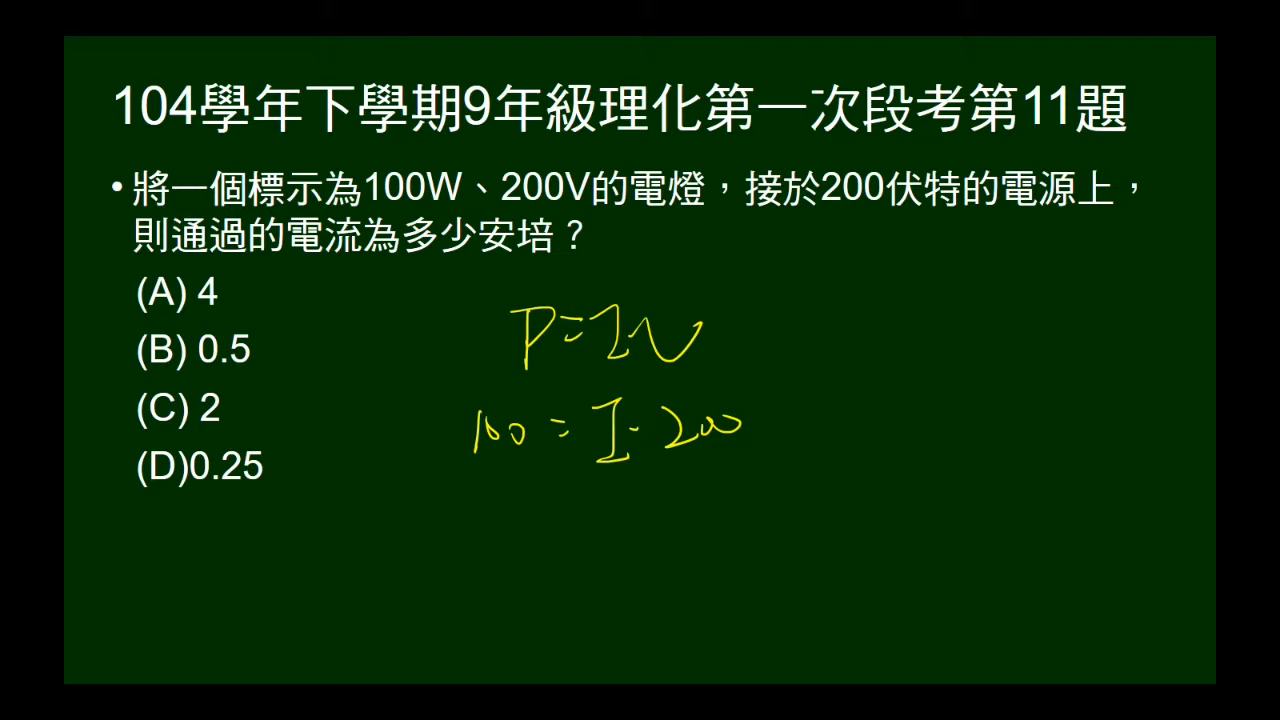 104學年下學期9年級理化第一次段考第11題
• 將一個標示為100W、200V的電燈，接於200伏特的電源上，
則通過的電流為多少安培？
(A) 4
(B) 0.5
(C) 2
(D)0.25
P=I·V
100 = I·200